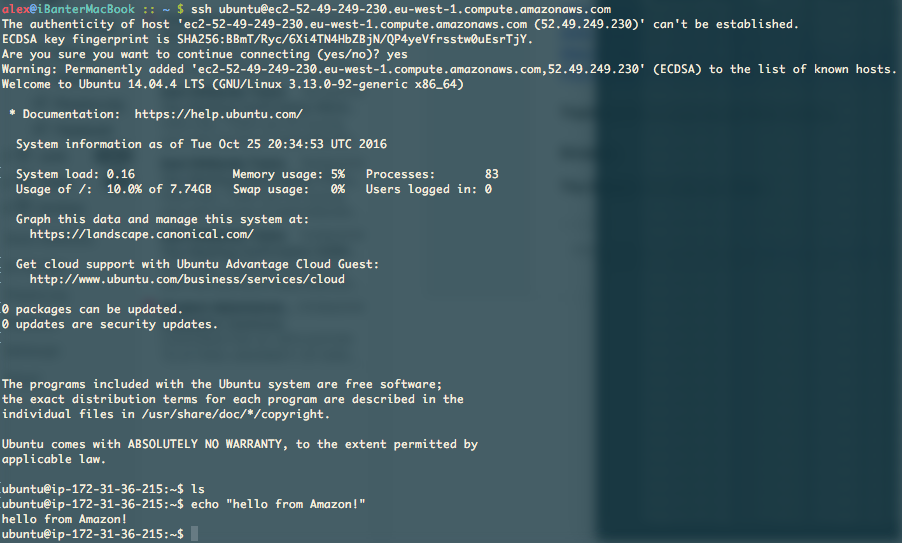 alex@iBanterMacBook :: ~ $ ssh ubuntu@ec2-52-49-249-230.eu-west-1.compute.amazonaws.com
The authenticity of host 'ec2-52-49-249-230.eu-west-1.compute.amazonaws.com (52.49.249.230)' can't be established.
ECDSA key fingerprint is SHA256:BBmT/Ryc/6Xi4TN4HbZBjN/QP4yeVfrsstw0uEsrTjY.
Are you sure you want to continue connecting (yes/no)? yes
Warning: Permanently added 'ec2-52-49-249-230.eu-west-1.compute.amazonaws.com,52.49.249.230' (ECDSA) to the list of known hosts.
Welcome to Ubuntu 14.04.4 LTS (GNU/Linux 3.13.0-92-generic x86_64)
* Documentation:  https://help.ubuntu.com/
System information as of Tue Oct 25 20:34:53 UTC 2016
System load: 0.16 Memory usage: 5% Processes: 83
Usage of /: 10.0% of 7.74GB Swap usage: 0% Users logged in: 0
Graph this data and manage this system at:
https://landscape.canonical.com/
Get cloud support with Ubuntu Advantage Cloud Guest:
http://www.ubuntu.com/business/services/cloud
0 packages can be updated.
0 updates are security updates.
The programs included with the Ubuntu system are free software;
the exact distribution terms for each program are described in the
individual files in /usr/share/doc/*/copyright.
Ubuntu comes with ABSOLUTELY NO WARRANTY, to the extent permitted by
applicable law.
ubuntu@ip-172-31-36-215:~$ ls
ubuntu@ip-172-31-36-215:~$ echo "hello from Amazon!"
hello from Amazon!
ubuntu@ip-172-31-36-215:~$